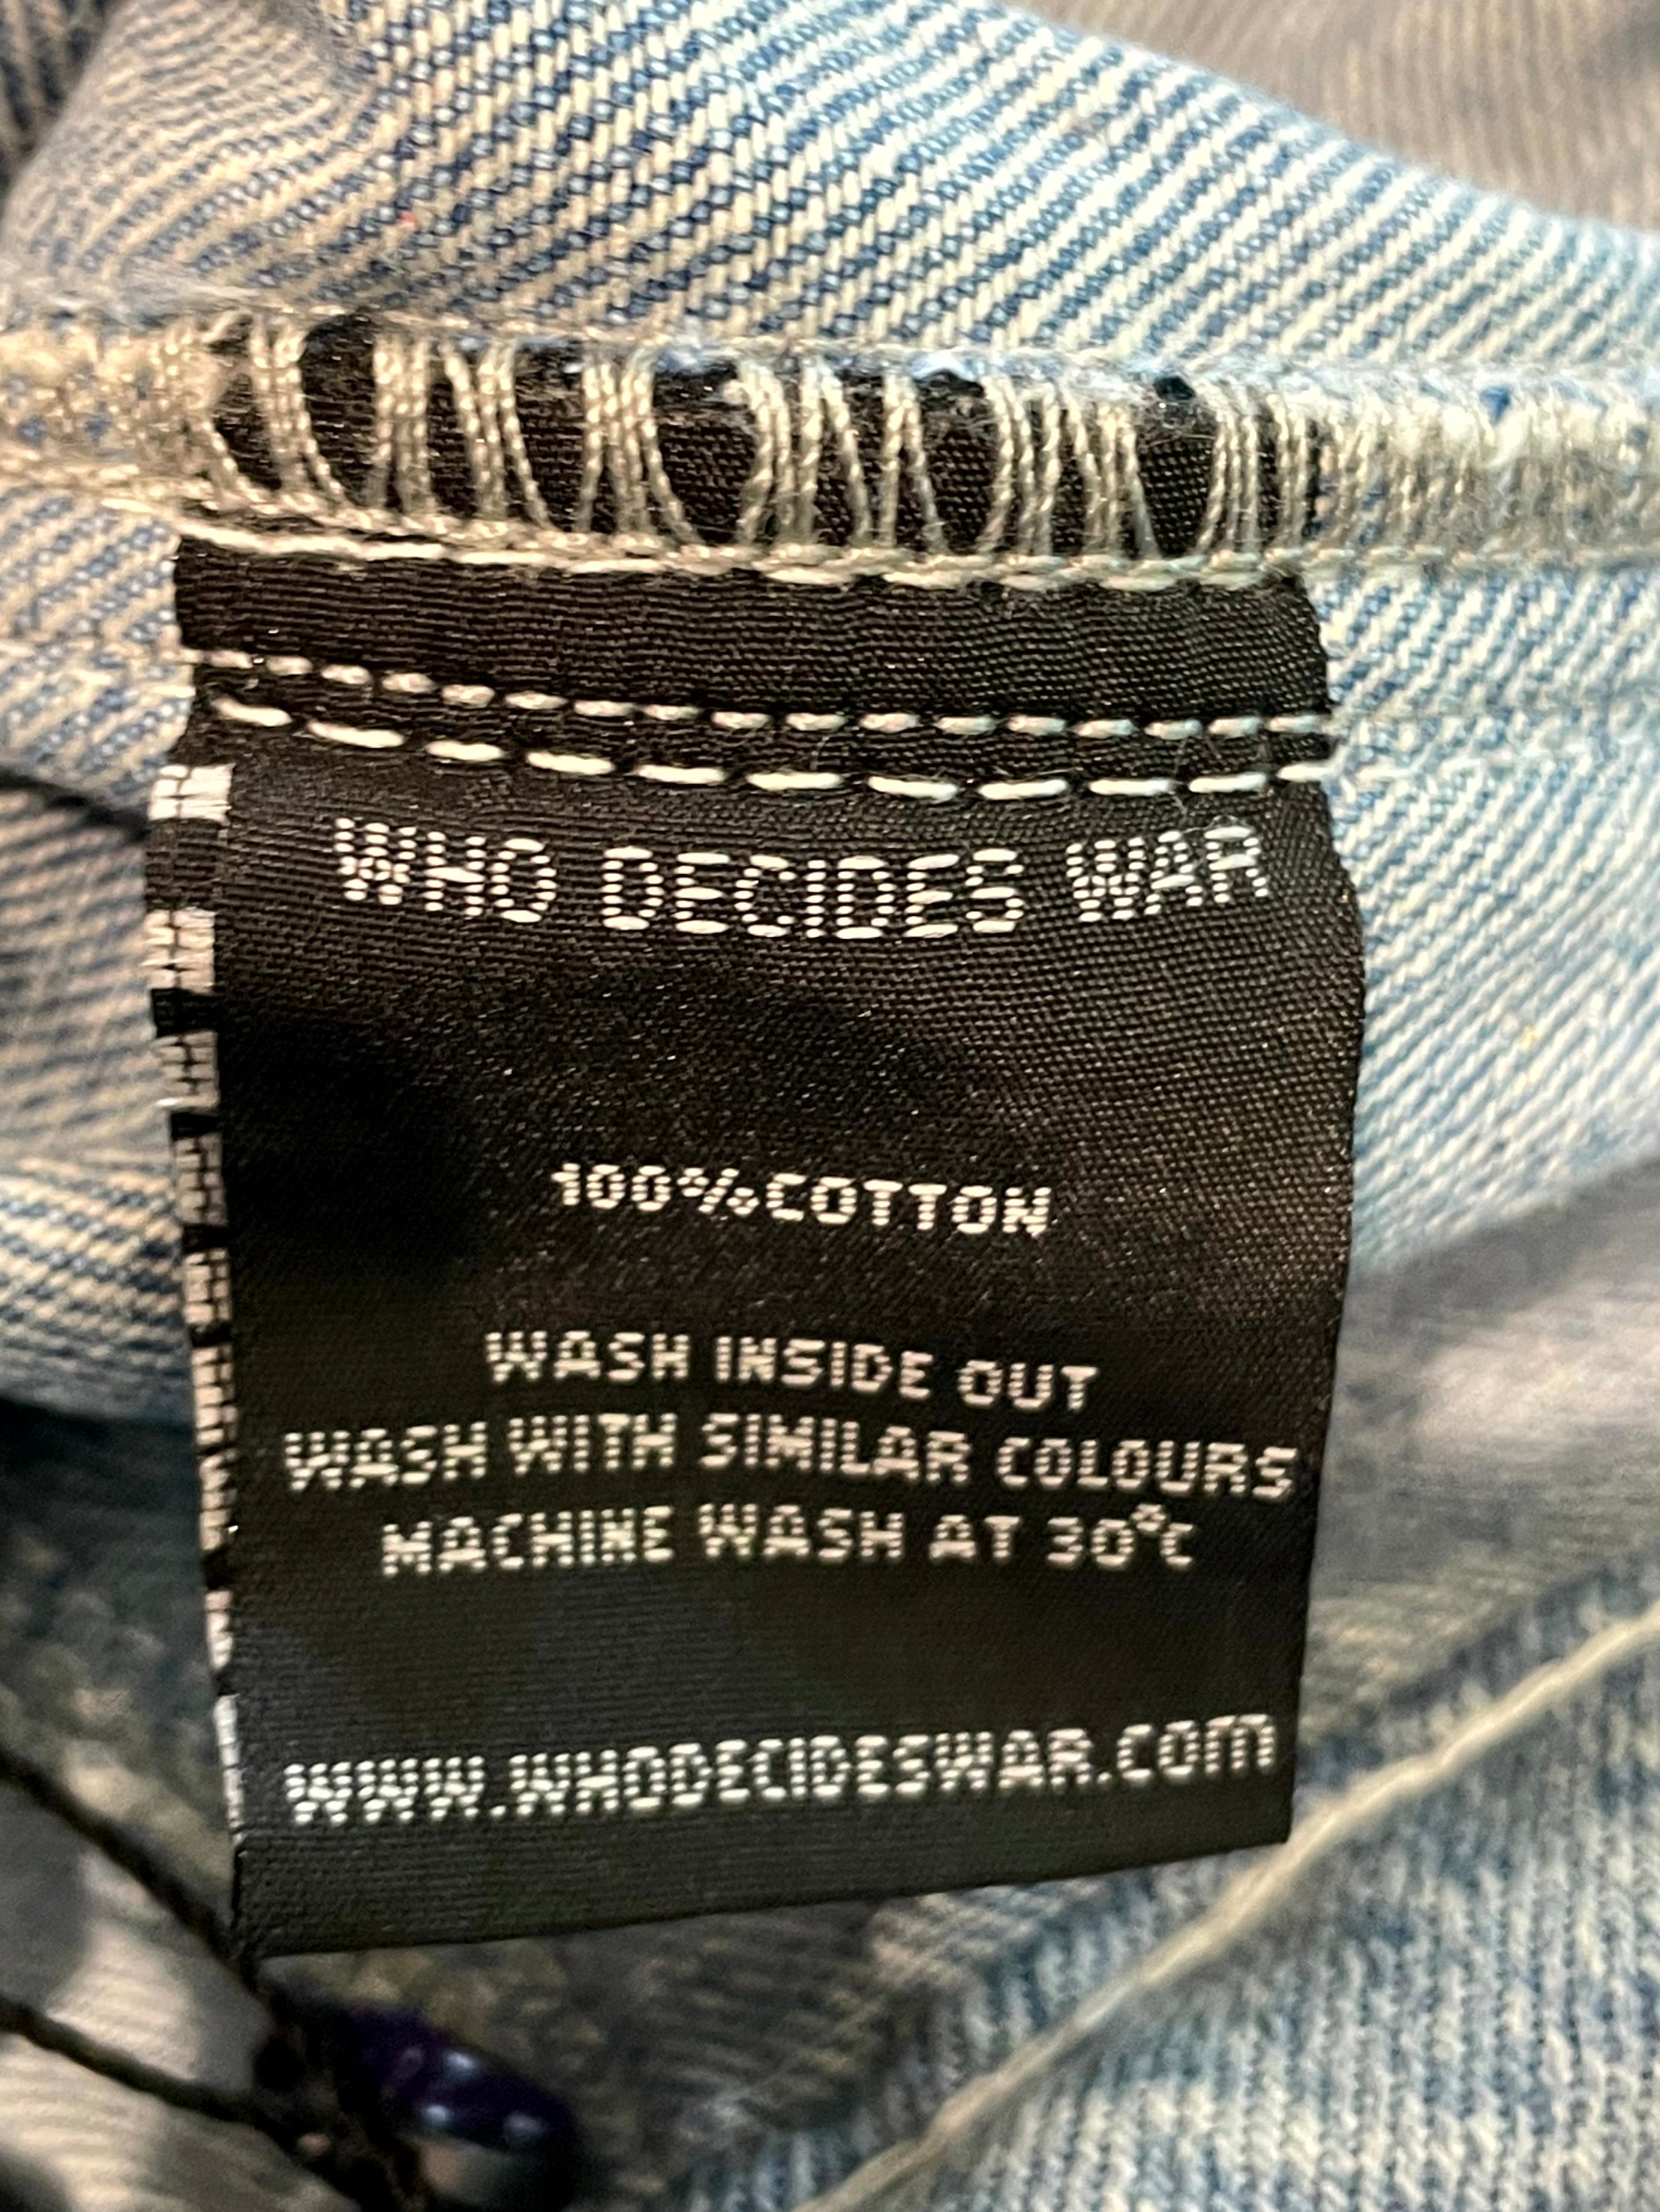 WHO DECIDES WAR
100%COTTON
WASH INSIDE OUT
WASH WITH SIMILAR COLOURS
MACHINE WASH AT 30°C
WWW.WHODECIDESWAR.COM